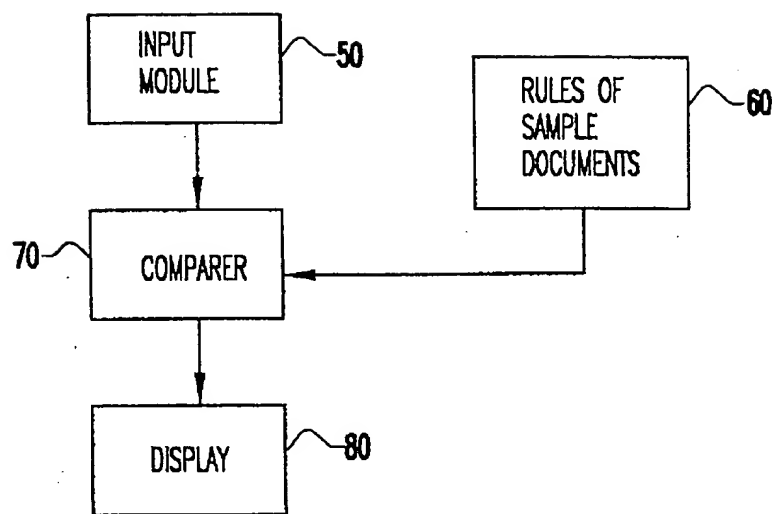 INPUT
MODULE
50
RULES OF
SAMPLE
DOCUMENTS
60
70
COMPARER
DISPLAY
80